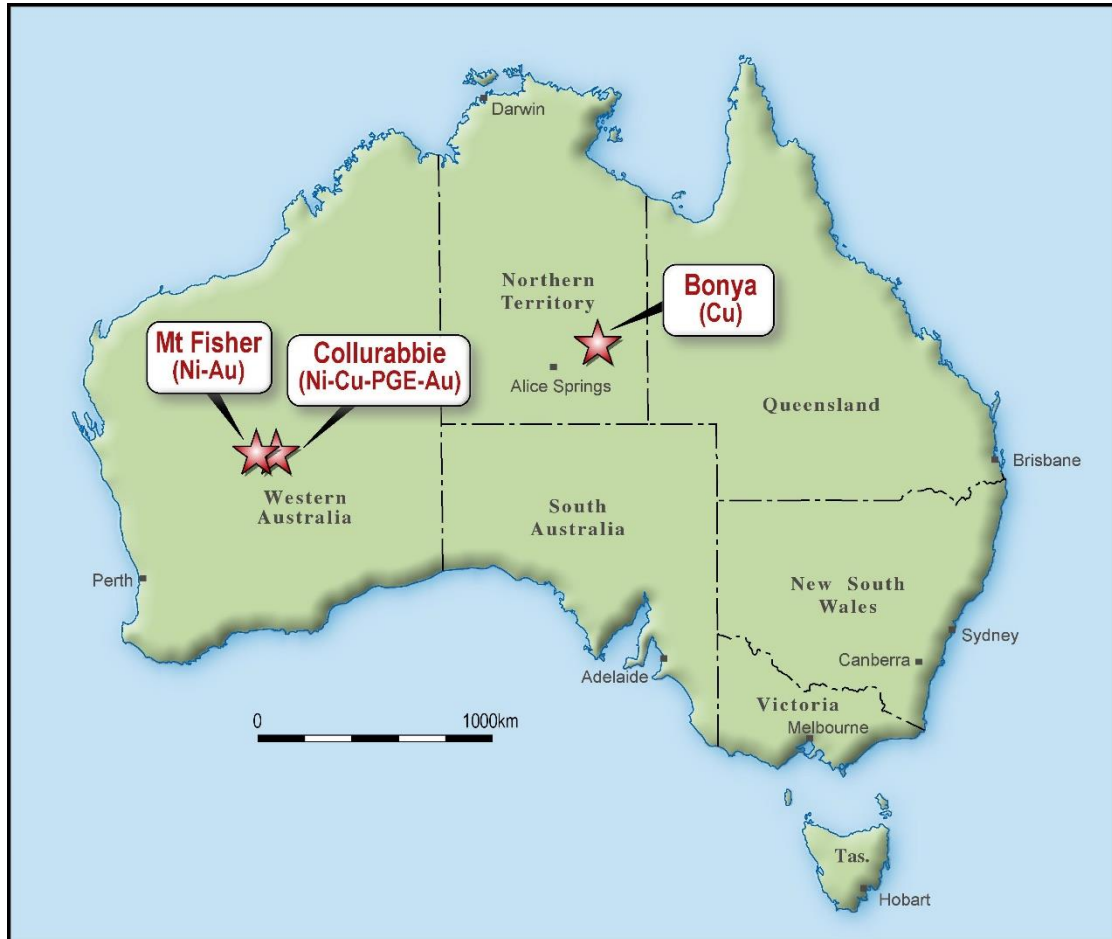 Darwin
Northern
Territory
Bonya
(Cu)
Mt Fisher
(Ni-Au)
Collurabbie
(Ni-Cu-PGE-Au)
Alice Springs
Queensland
Brisbane
Western
Australia
South
Australia
Perth
New South
Wales
Sydney
Canberra
Adelaide
Victoria
Melbourne
0 1000km
Tas.
Hobart